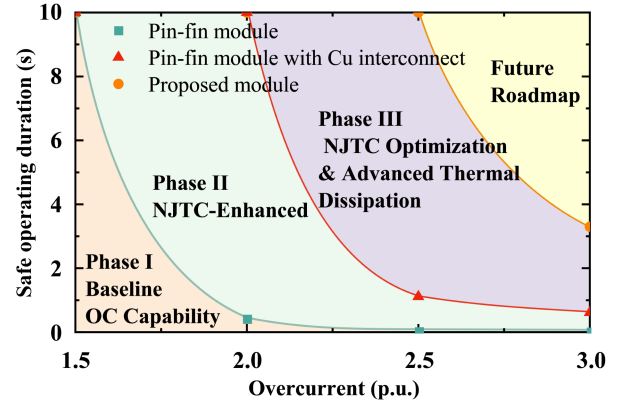 10
8
6
4
2
0
Safe operating duration (s)
Pin-fin module
Pin-fin module with Cu interconnect
Proposed module
Future
Roadmap
Phase III
NJTC Optimization
& Advanced Thermal
Dissipation
Phase II
NJTC-Enhanced
Phase I
Baseline
OC Capability
1.5
2.0
2.5
3.0
Overcurrent (p.u.)